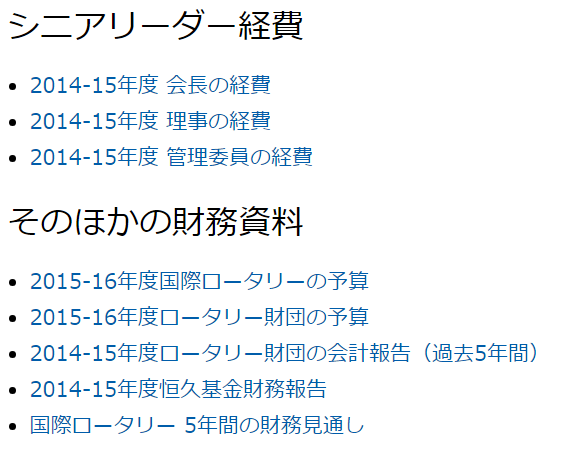 シニアリーダー経費
2014-15年度 会長の経費
2014-15年度 理事の経費
2014-15年度 管理委員の経費
そのほかの財務資料
2015-16年度国際ロータリーの予算
2015-16年度ロータリー財団の予算
2014-15年度ロータリー財団の会計報告（過去5年間）
2014-15年度恒久基金財務報告
国際ロータリー 5年間の財務見通し